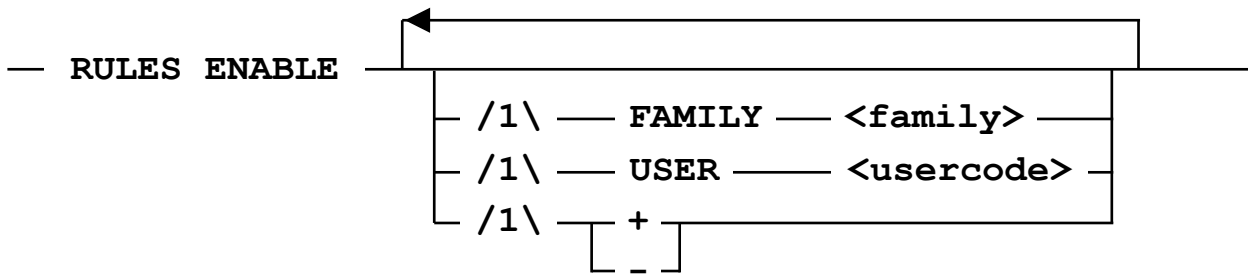 RULES ENABLE
/1\ FAMILY <family>
/1\ USER <usercode>
/1\ +
-